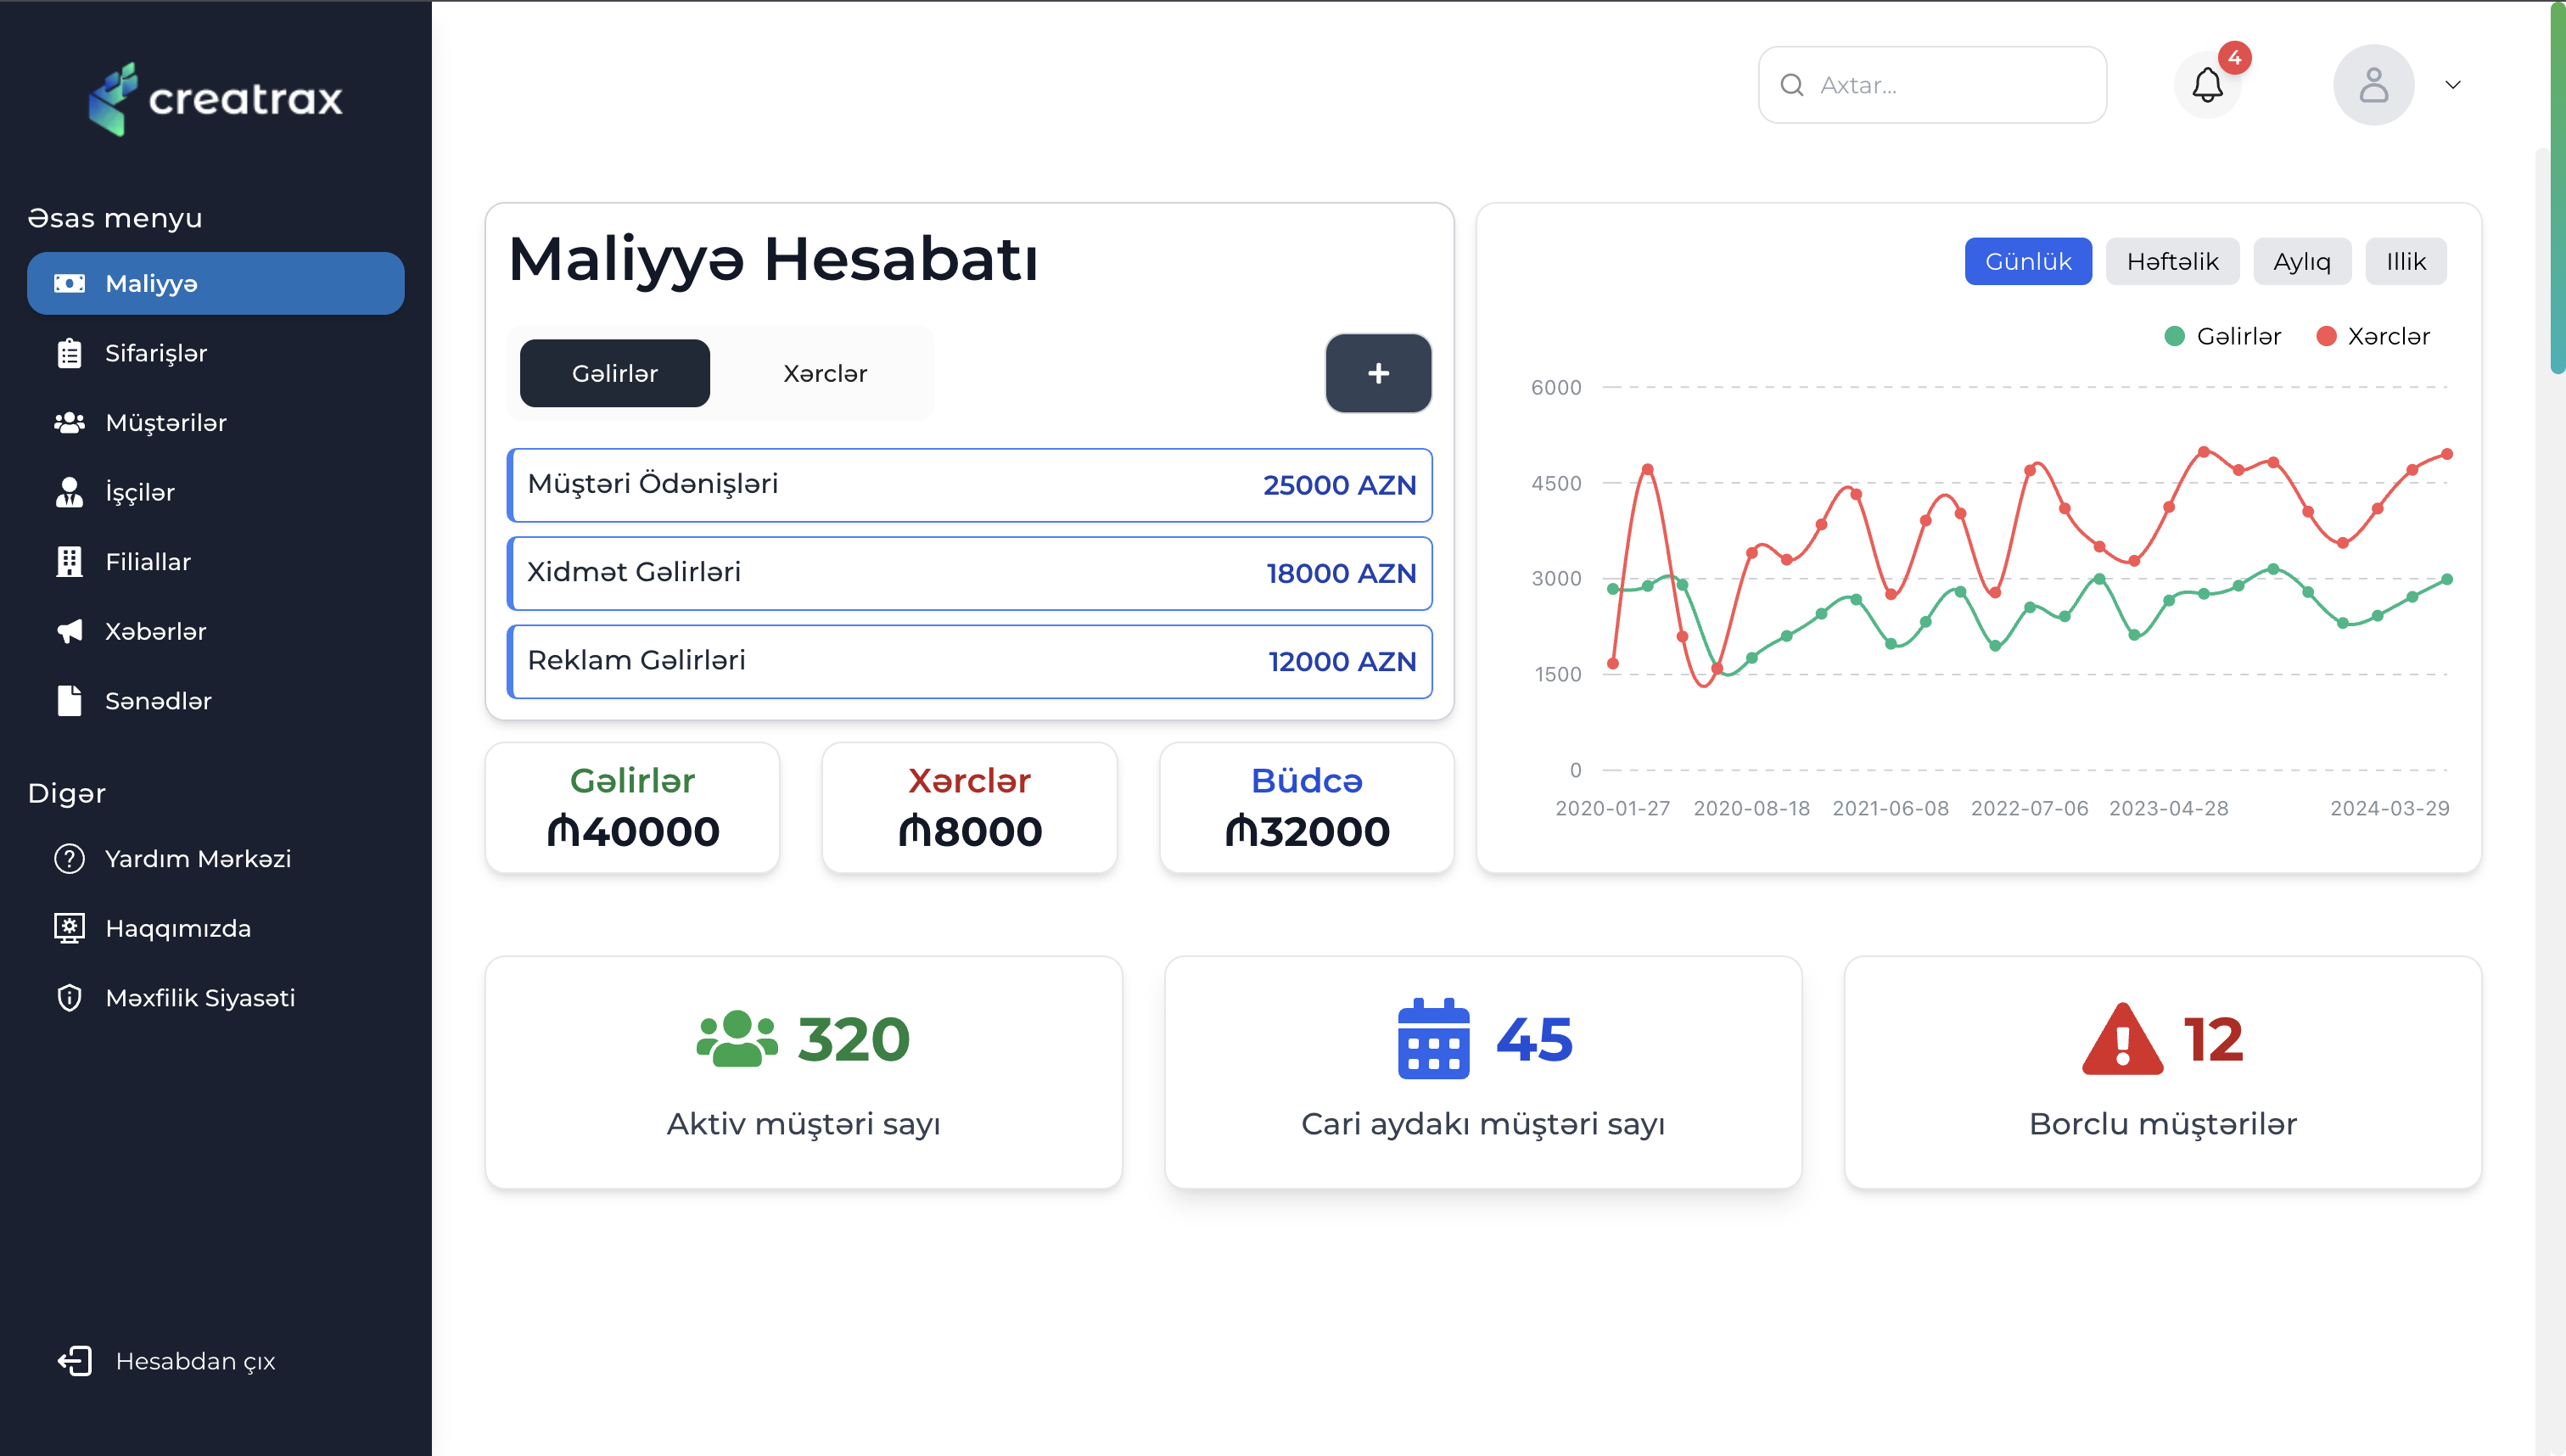 creatrax
Əsas menyu
Maliyyə
Sifarişlər
Müştərilər
İşçilər
Filiallar
Xəbərlər
Sənədlər
Digər
Yardım Mərkəzi
Haqqımızda
Məxfilik Siyasəti
Hesabdan çıx
Axtar...
4
Maliyyə Hesabatı
Gəlirlər Xərclər +
Müştəri Ödənişləri 25000 AZN
Xidmət Gəlirləri 18000 AZN
Reklam Gəlirləri 12000 AZN
Gəlirlər
₼40000
Xərclər
₼8000
Büdcə
₼32000
Günlük Həftəlik Aylıq Illik
Gəlirlər Xərclər
6000
4500
3000
1500
0
2020-01-27 2020-08-18 2021-06-08 2022-07-06 2023-04-28 2024-03-29
320
Aktiv müştəri sayı
45
Cari aydakı müştəri sayı
12
Borclu müştərilər